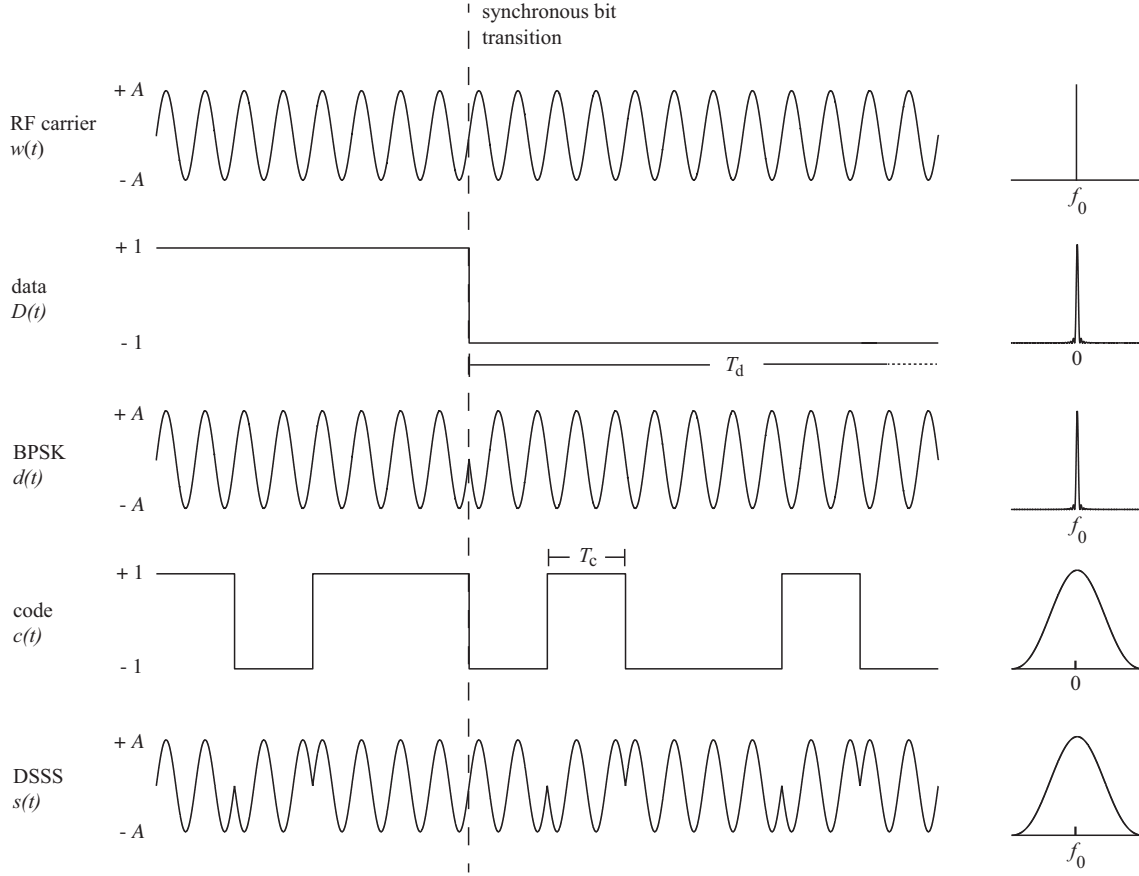 synchronous bit
transition
+ A
RF carrier
w(t)
- A
f0
+ 1
data
D(t)
- 1
Td
0
+A
BPSK
d(t)
- A
f0
Tc
+ 1
code
c(t)
- 1
0
+A
DSSS
s(t)
- A
f0